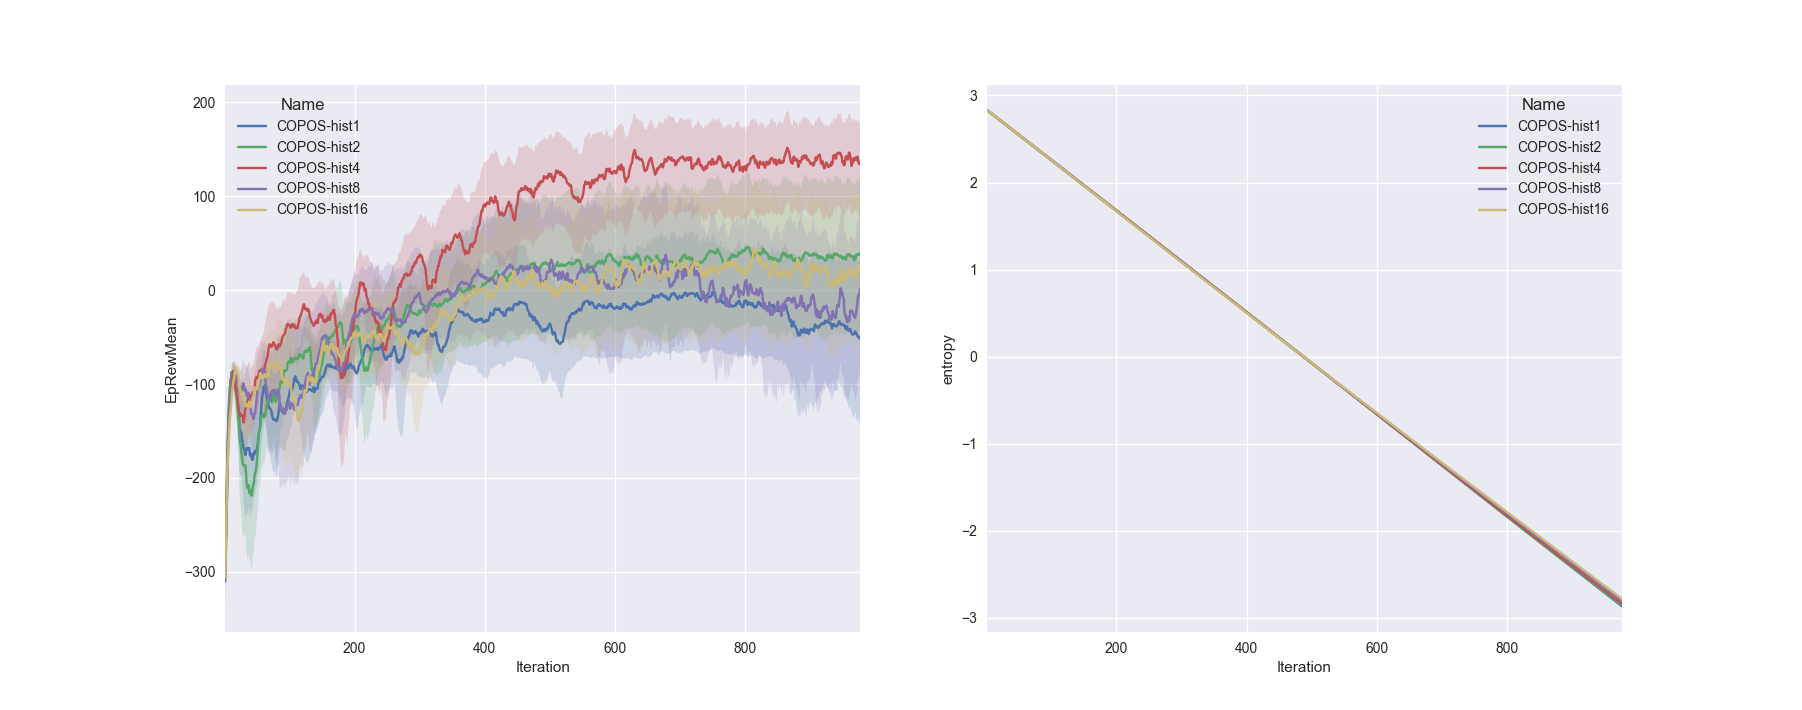 200
100
0
−100
−200
−300
EpRewMean
Name
COPOS-hist1
COPOS-hist2
COPOS-hist4
COPOS-hist8
COPOS-hist16
200
400
600
800
Iteration
3
2
1
0
−1
−2
−3
entropy
Name
COPOS-hist1
COPOS-hist2
COPOS-hist4
COPOS-hist8
COPOS-hist16
200
400
600
800
Iteration